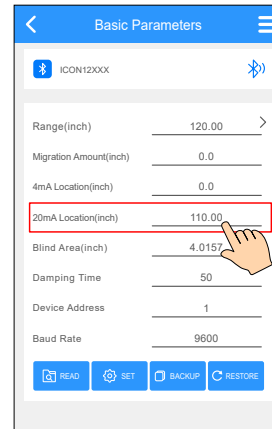 Basic Parameters
ICON12XXX
Range(inch) 120.00
Migration Amount(inch) 0.0
4mA Location(inch) 0.0
20mA Location(inch) 110.00
Blind Area(inch) 4.0157
Damping Time 50
Device Address 1
Baud Rate 9600
READ SET BACKUP RESTORE